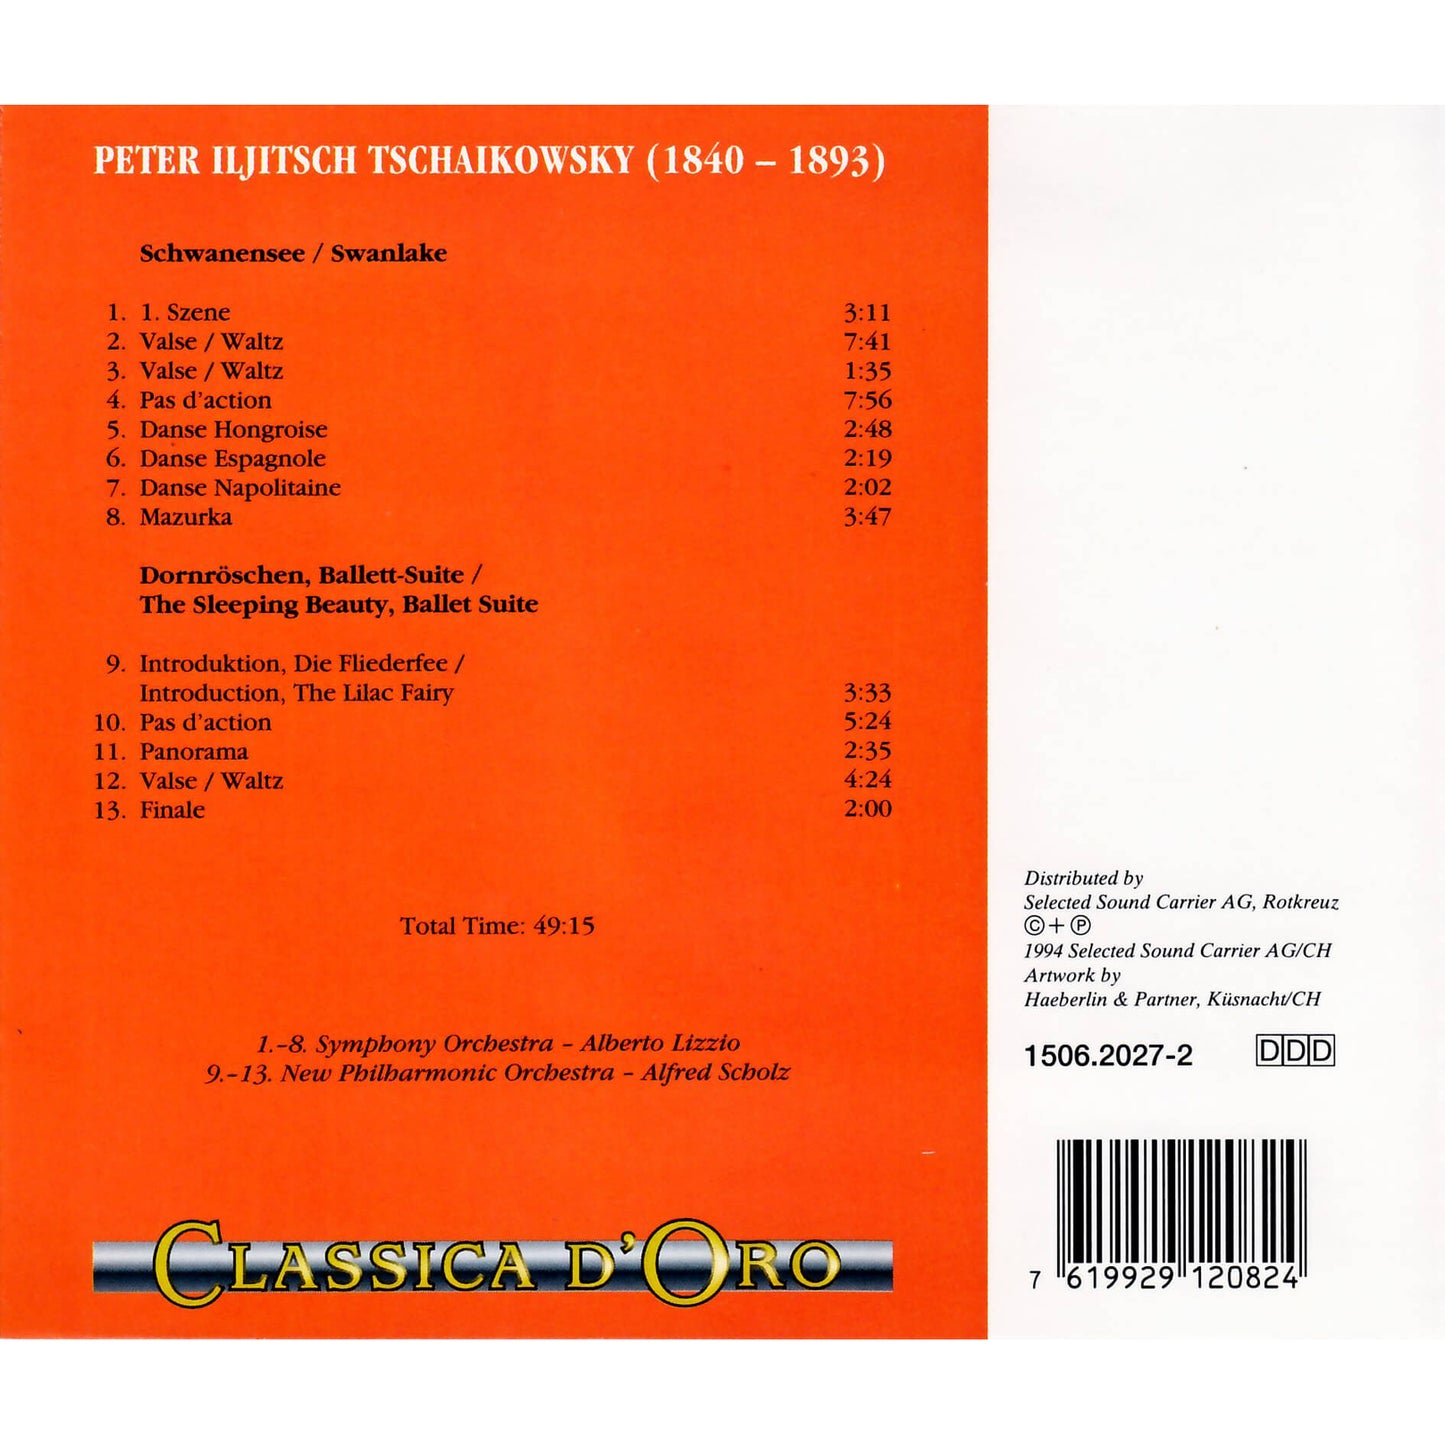 PETER ILJITSCH TSCHAIKOWSKY (1840 – 1893)
Schwanensee / Swanlake
1. 1. Szene 3:11
2. Valse / Waltz 7:41
3. Valse / Waltz 1:35
4. Pas d'action 7:56
5. Danse Hongroise 2:48
6. Danse Espagnole 2:19
7. Danse Napolitaine 2:02
8. Mazurka 3:47
Dornröschen, Ballett-Suite /
The Sleeping Beauty, Ballet Suite
9. Introduktion, Die Fliederfee /
Introduction, The Lilac Fairy 3:33
10. Pas d'action 5:24
11. Panorama 2:35
12. Valse / Waltz 4:24
13. Finale 2:00
Total Time: 49:15
1.–8. Symphony Orchestra – Alberto Lizzio
9.–13. New Philharmonic Orchestra – Alfred Scholz
CLASSICA D'ORO
Distributed by
Selected Sound Carrier AG, Rotkreuz
© + ℗
1994 Selected Sound Carrier AG/CH
Artwork by
Haeberlin & Partner, Küsnacht/CH
1506.2027-2 DDD
7 619929 120824